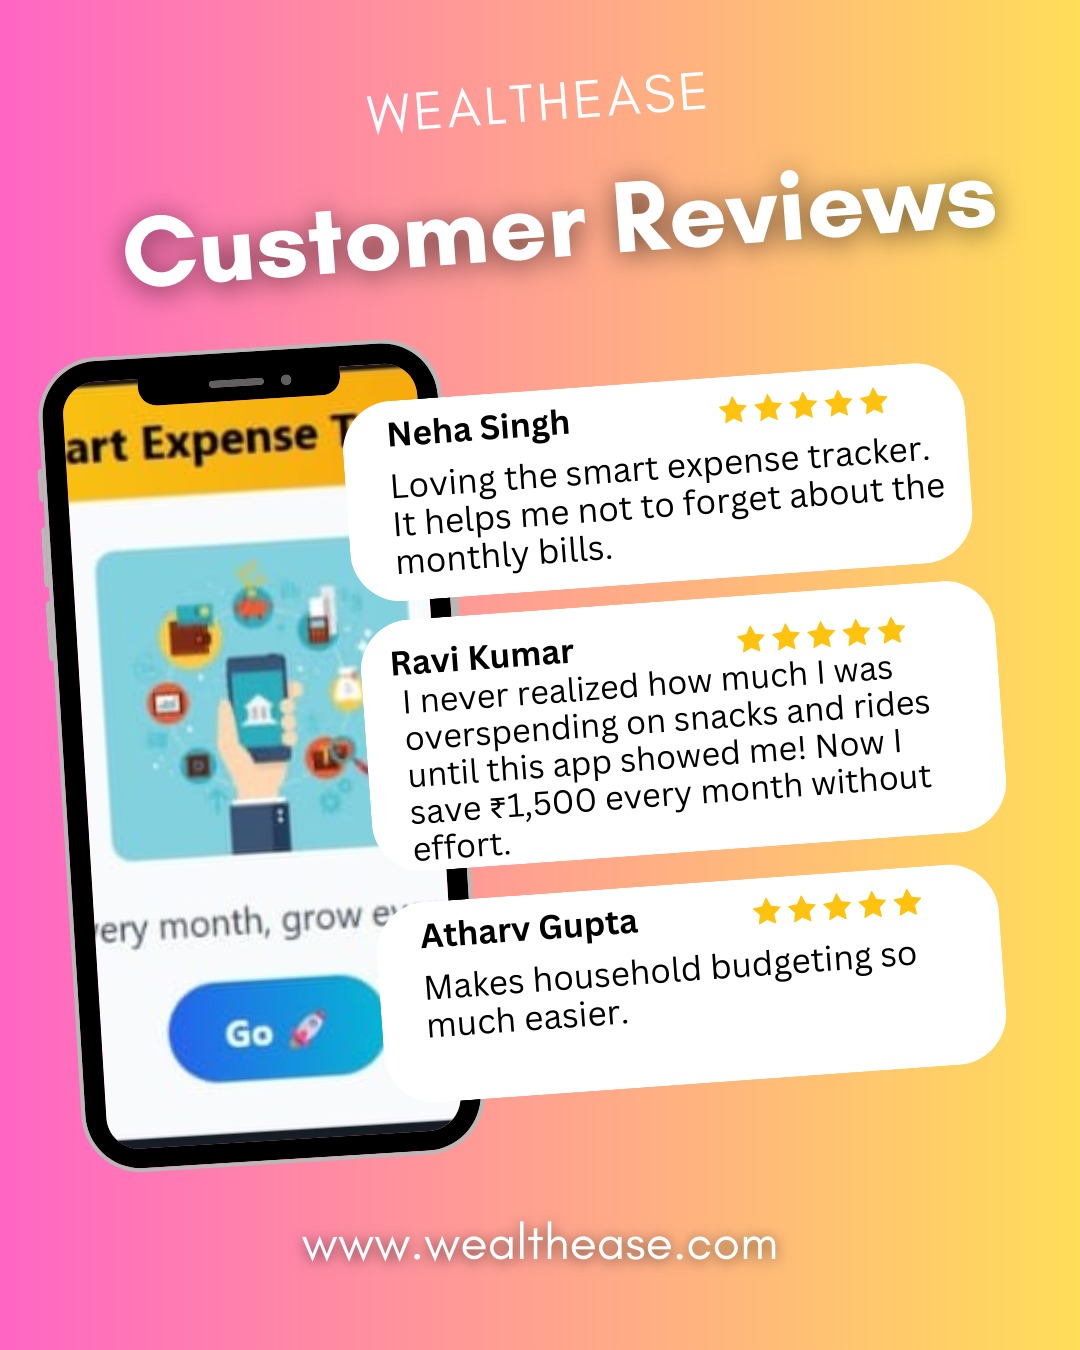 WEALTHEASE
Customer Reviews
art Expense T
Neha Singh
Loving the smart expense tracker.
It helps me not to forget about the
monthly bills.
Ravi Kumar
I never realized how much I was
overspending on snacks and rides
until this app showed me! Now I
save ₹1,500 every month without
effort.
very month, grow ev
Atharv Gupta
Makes household budgeting so
much easier.
Go 🚀
www.wealthease.com